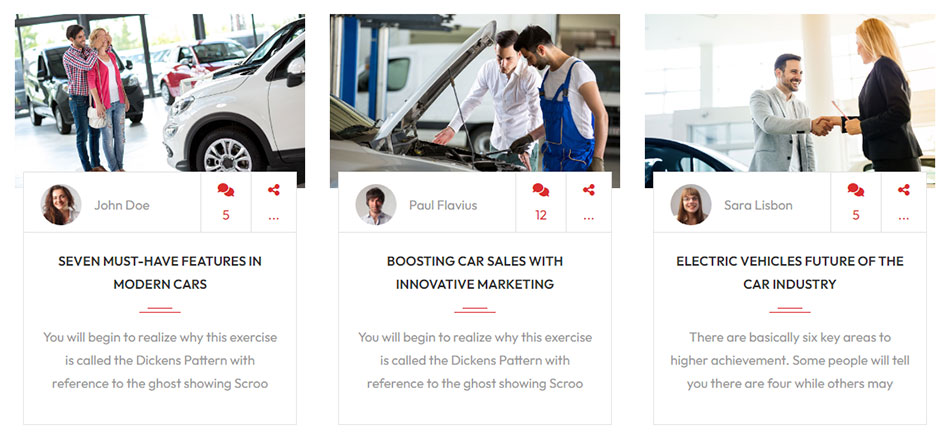 John Doe
5
...
SEVEN MUST-HAVE FEATURES IN
MODERN CARS
You will begin to realize why this exercise
is called the Dickens Pattern with
reference to the ghost showing Scroo
Paul Flavius
12
...
BOOSTING CAR SALES WITH
INNOVATIVE MARKETING
You will begin to realize why this exercise
is called the Dickens Pattern with
reference to the ghost showing Scroo
Sara Lisbon
5
...
ELECTRIC VEHICLES FUTURE OF THE
CAR INDUSTRY
There are basically six key areas to
higher achievement. Some people will tell
you there are four while others may